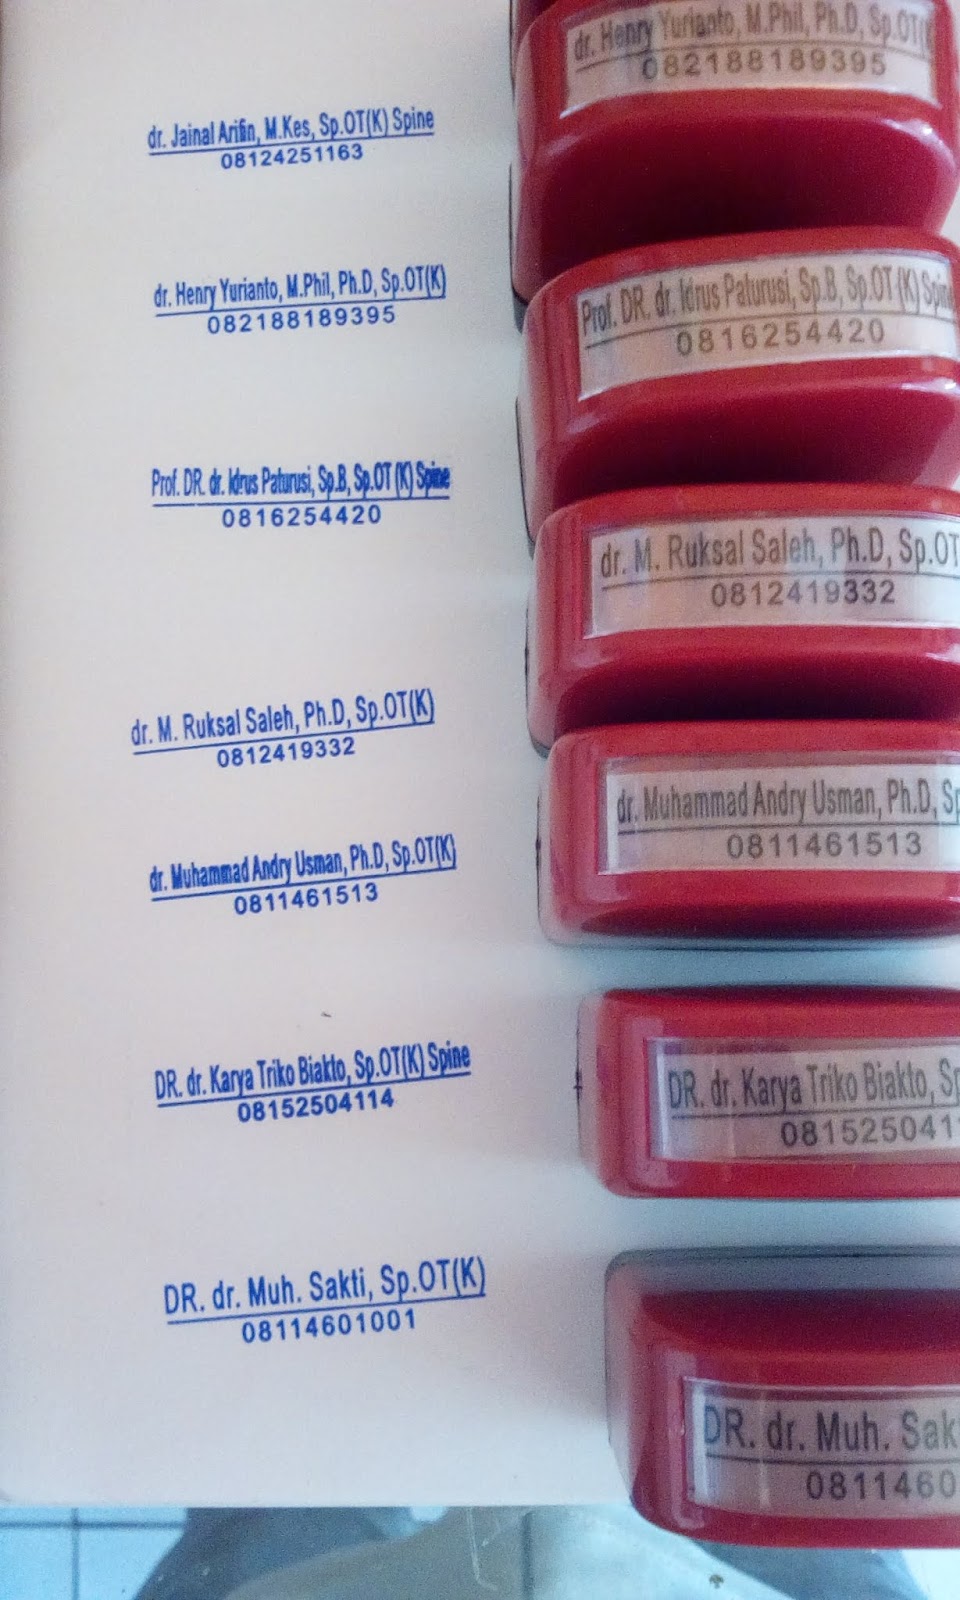 dr. Jainal Arifin, M.Kes, Sp.OT(K) Spine
08124251163
dr. Henry Yurianto, M.Phil, Ph.D, Sp.OT(K)
082188189395
Prof. DR. dr. Idrus Paturusi, Sp.B, Sp.OT (K) Spine
0816254420
dr. M. Ruksal Saleh, Ph.D, Sp.OT(K)
0812419332
dr. Muhammad Andry Usman, Ph.D, Sp.OT(K)
0811461513
DR. dr. Karya Triko Biakto, Sp.OT(K) Spine
08152504114
DR. dr. Muh. Sakti, Sp.OT(K)
08114601001
dr. Henry Yurianto, M.Phil, Ph.D, Sp.OT(K
082188189395
Prof. DR. dr. Idrus Paturusi, Sp.B, Sp.OT (K) Spine
0816254420
dr. M. Ruksal Saleh, Ph.D, Sp.OT
0812419332
dr. Muhammad Andry Usman, Ph.D, Sp
0811461513
DR. dr. Karya Triko Biakto, Sp
081525041
DR. dr. Muh. Sak
0811460